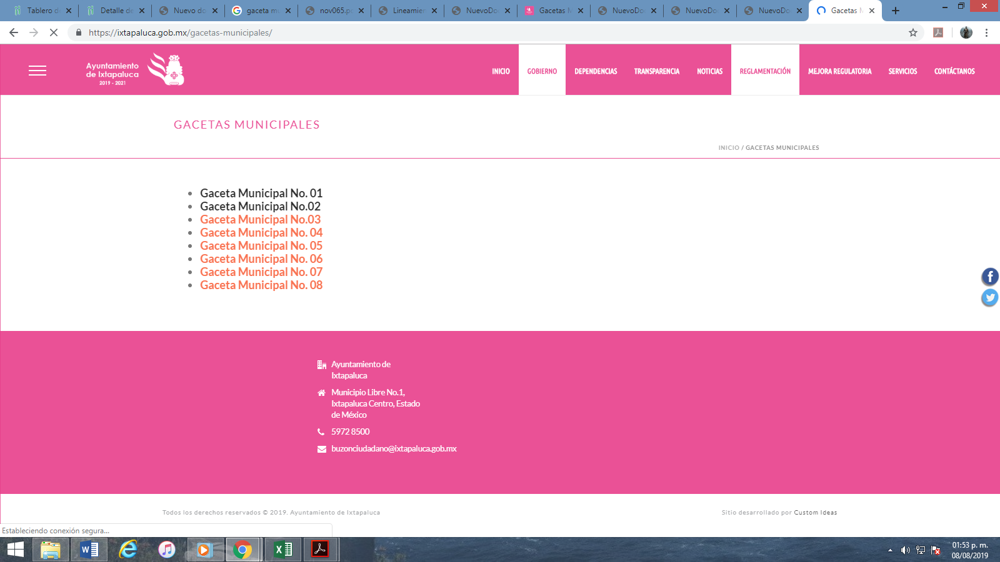 Tablero d
Detalle de
Nuevo do
gaceta mu
nov065.pd
Lineamien
NuevoDo
Gacetas M
NuevoDo
NuevoDo
NuevoDo
Gacetas M
https://ixtapaluca.gob.mx/gacetas-municipales/
Ayuntamiento
de Ixtapaluca
2019 - 2021
INICIO GOBIERNO DEPENDENCIAS TRANSPARENCIA NOTICIAS REGLAMENTACIÓN MEJORA REGULATORIA SERVICIOS CONTÁCTANOS
GACETAS MUNICIPALES
INICIO / GACETAS MUNICIPALES
Gaceta Municipal No. 01
Gaceta Municipal No.02
Gaceta Municipal No.03
Gaceta Municipal No. 04
Gaceta Municipal No. 05
Gaceta Municipal No. 06
Gaceta Municipal No. 07
Gaceta Municipal No. 08
Ayuntamiento de
Ixtapaluca
Municipio Libre No.1,
Ixtapaluca Centro, Estado
de México
5972 8500
buzonciudadano@ixtapaluca.gob.mx
Todos los derechos reservados © 2019. Ayuntamiento de Ixtapaluca
Sitio desarrollado por Custom Ideas
Estableciendo conexión segura...
01:53 p. m.
08/08/2019